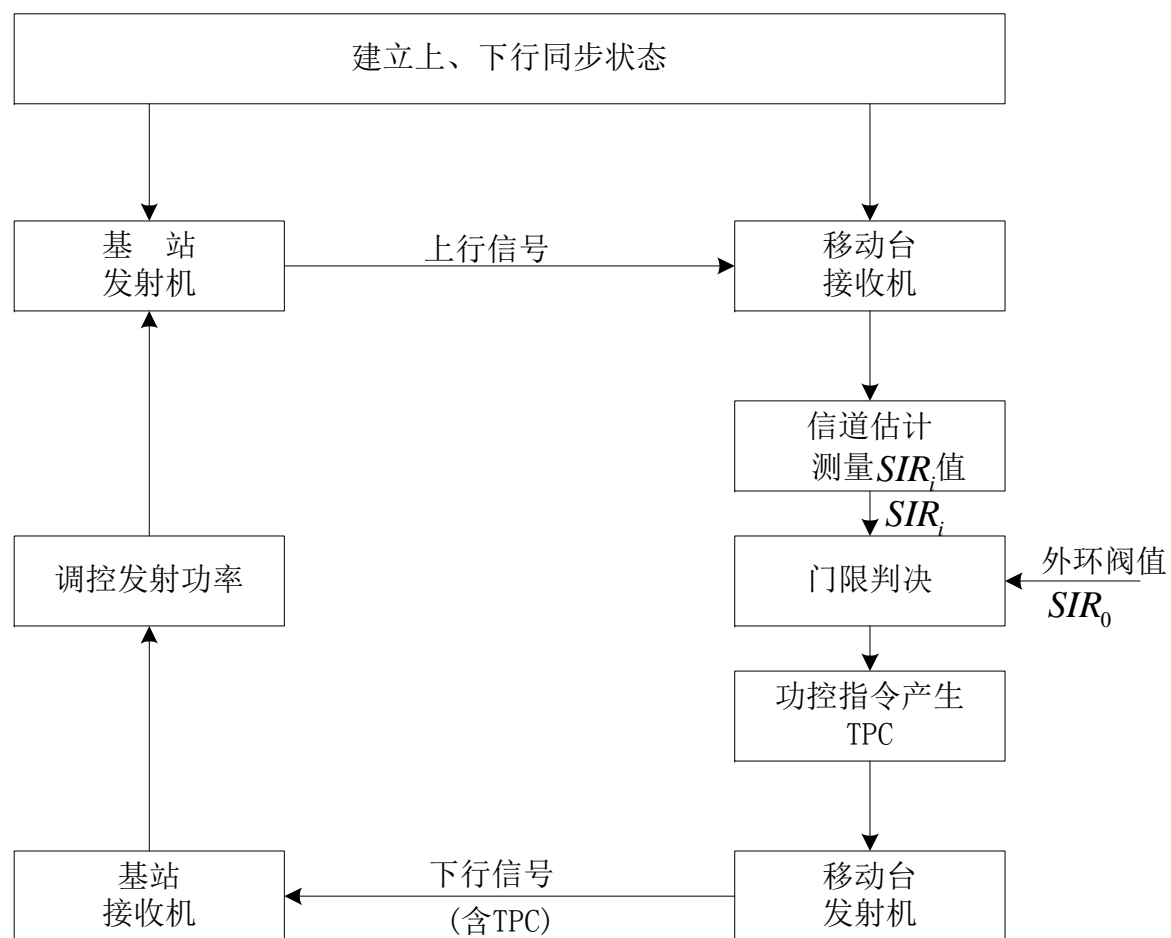 建立上、下行同步状态
基 站
发射机
上行信号
移动台
接收机
信道估计
测量SIR_i值
SIR_i
调控发射功率
门限判决
外环阀值
SIR_0
功控指令产生
TPC
基站
接收机
下行信号
(含TPC)
移动台
发射机